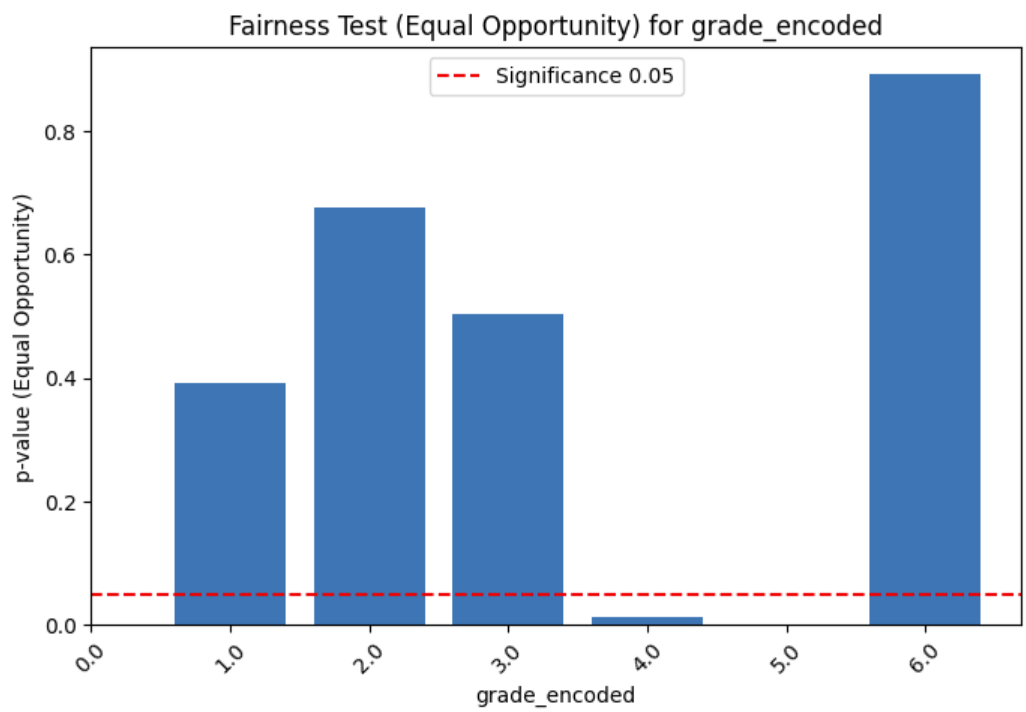 Fairness Test (Equal Opportunity) for grade_encoded
Significance 0.05
p-value (Equal Opportunity)
0.8
0.6
0.4
0.2
0.0
0.0 1.0 2.0 3.0 4.0 5.0 6.0
grade_encoded